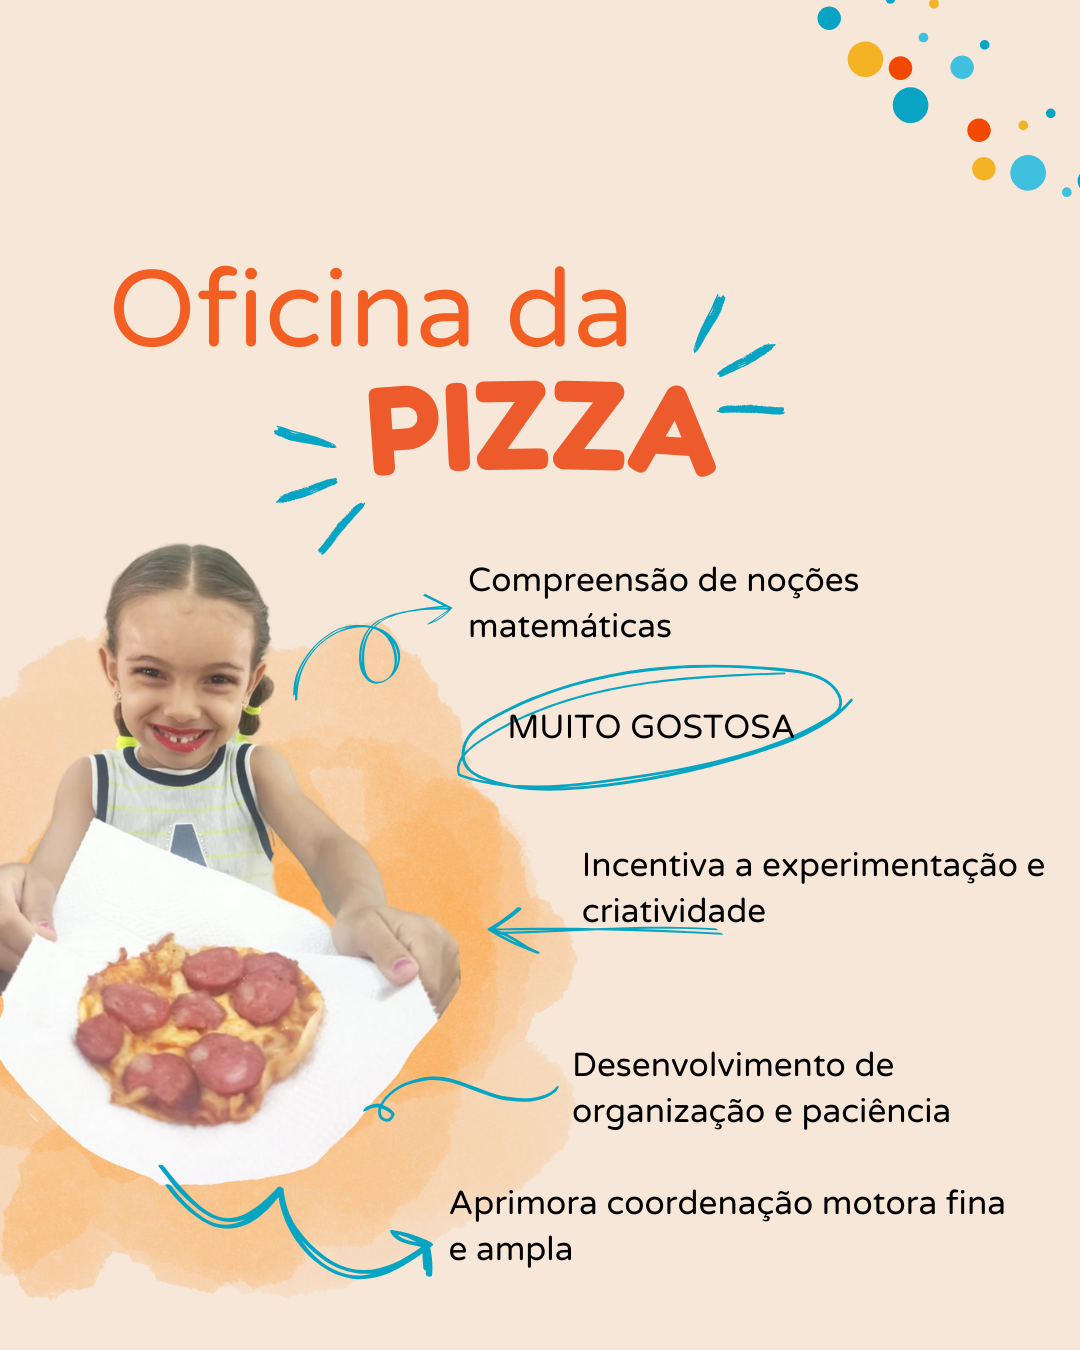 Oficina da
PIZZA
Compreensão de noções
matemáticas
MUITO GOSTOSA
Incentiva a experimentação e
criatividade
Desenvolvimento de
organização e paciência
Aprimora coordenação motora fina
e ampla